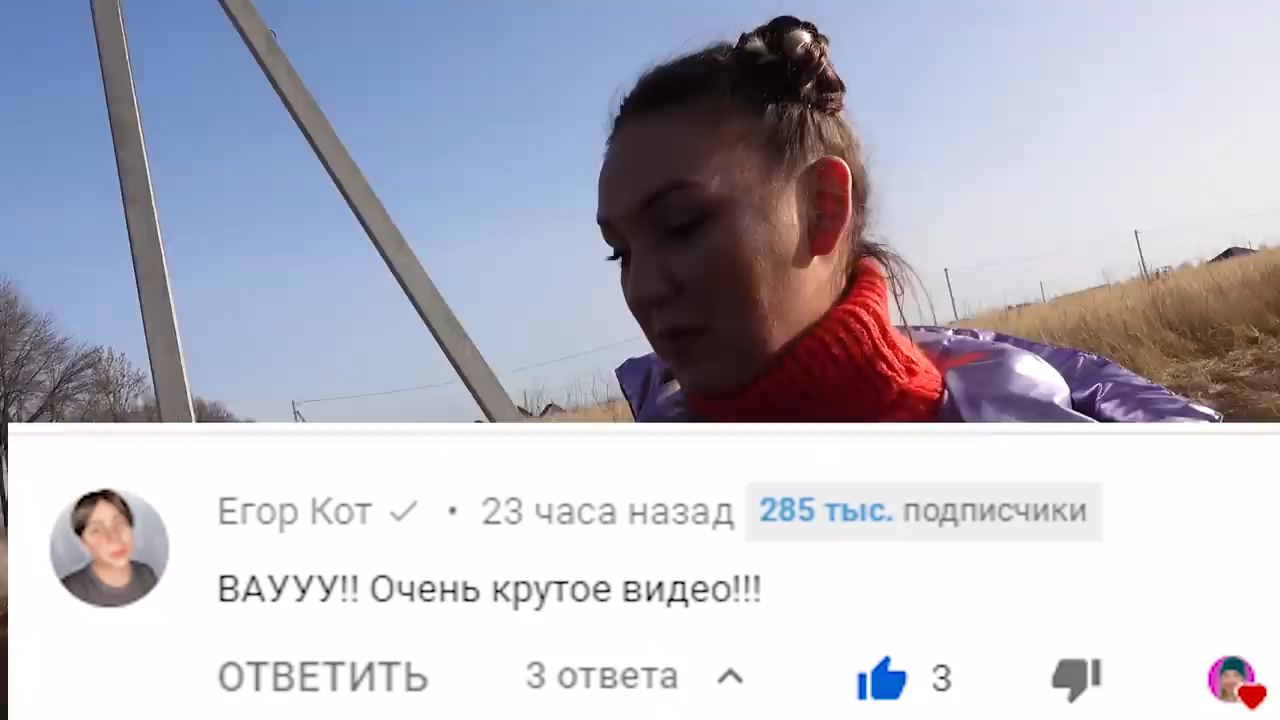 Егор Кот • 23 часа назад 285 тыс. подписчики
ВАУУУ!! Очень крутое видео!!!
ОТВЕТИТЬ 3 ответа 3